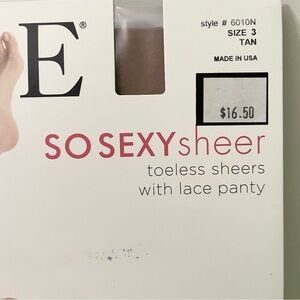 E®
style # 6010N
SIZE 3
TAN
MADE IN USA
$16.50
SO SEXY sheer
toeless sheers
with lace panty